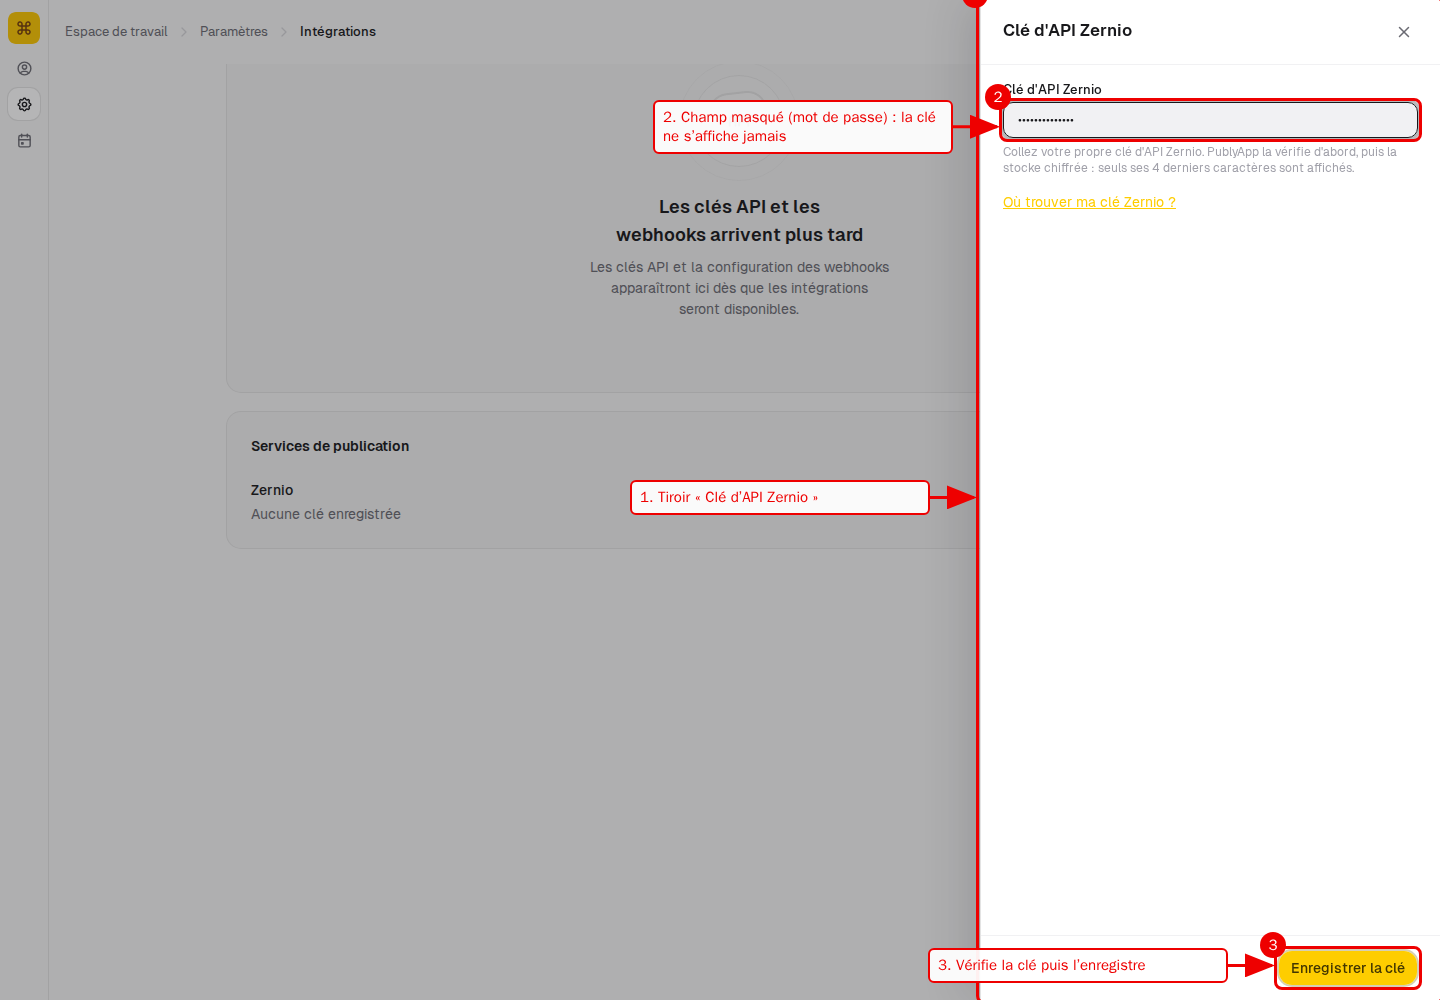 Espace de travail
Paramètres
Intégrations
Clé d'API Zernio
Clé d'API Zernio
2
••••••••••••••
2. Champ masqué (mot de passe) : la clé
ne s'affiche jamais
Collez votre propre clé d'API Zernio. PublyApp la vérifie d'abord, puis la
stocke chiffrée : seuls ses 4 derniers caractères sont affichés.
Où trouver ma clé Zernio ?
Les clés API et les
webhooks arrivent plus tard
Les clés API et la configuration des webhooks
apparaîtront ici dès que les intégrations
seront disponibles.
Services de publication
Zernio
Aucune clé enregistrée
1. Tiroir « Clé d'API Zernio »
3
3. Vérifie la clé puis l'enregistre
Enregistrer la clé